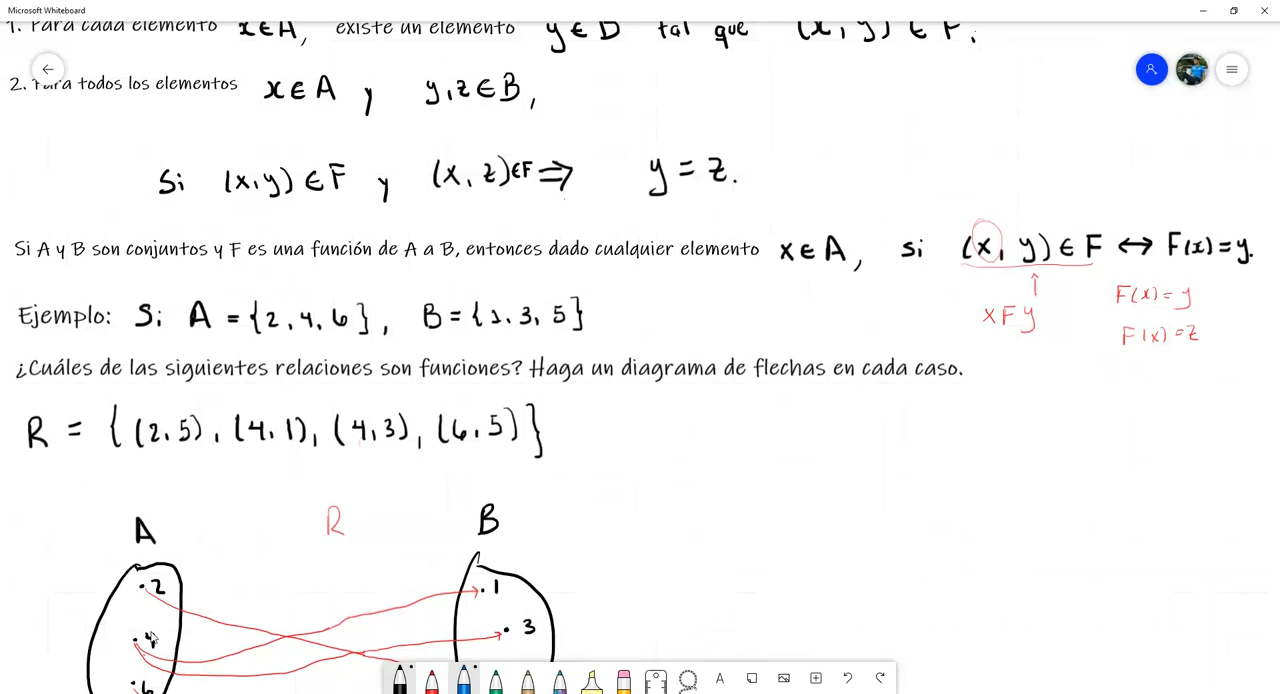 Microsoft Whiteboard
1. Para cada elemento x∈A, existe un elemento y∈B tal que (x, y) ∈ F.
2. Para todos los elementos x∈A y y,z∈B,
Si (x,y) ∈F y (x, z)∈F ⇒ y = z.
Si A y B son conjuntos y F es una función de A a B, entonces dado cualquier elemento x∈A, si (x, y)∈F ↔ F(x)=y.
↑
xFy
F(x)=y
F(x)=z
Ejemplo: Si A = {2,4,6}, B={1,3,5}
¿Cuáles de las siguientes relaciones son funciones? Haga un diagrama de flechas en cada caso.
R = {(2,5), (4,1), (4,3), (6,5)}
A R B
2 1
4 3
6
A